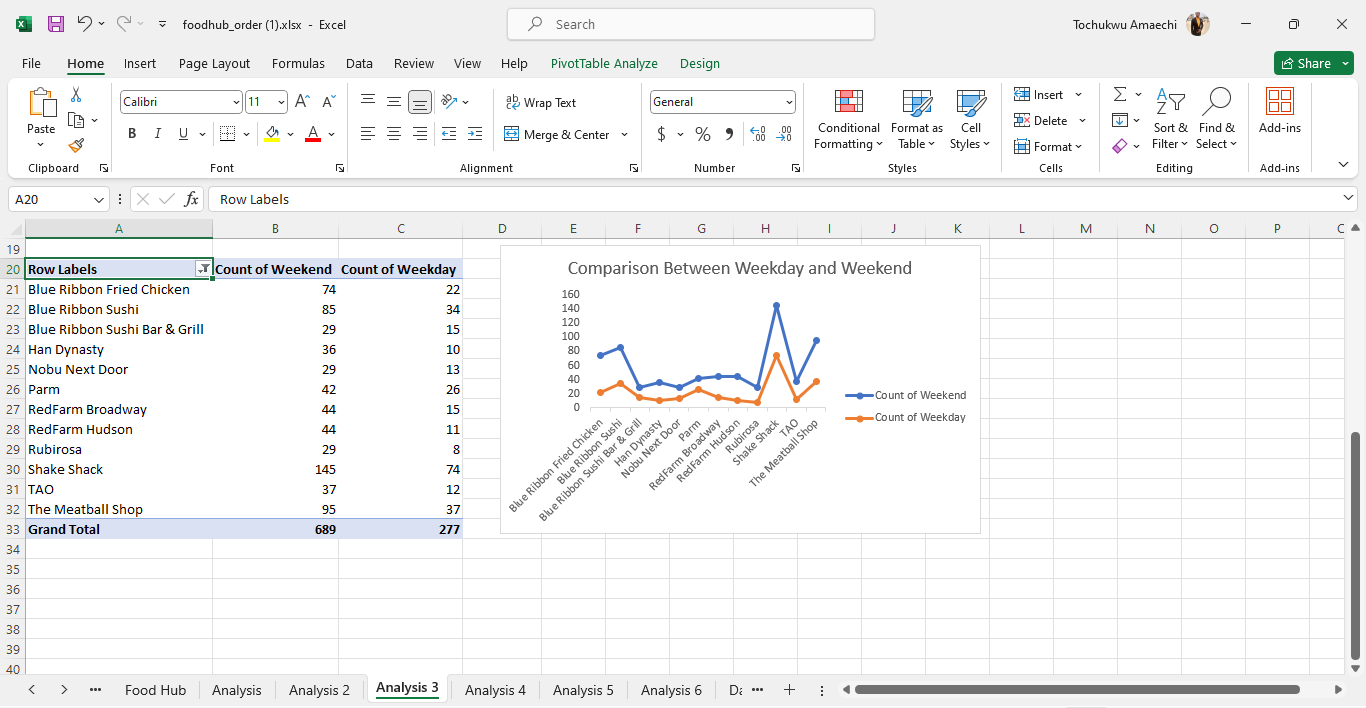 foodhub_order (1).xlsx - Excel
Search
Tochukwu Amaechi
File Home Insert Page Layout Formulas Data Review View Help PivotTable Analyze Design
Share
Paste
Calibri 11
B I U A
ab Wrap Text
Merge & Center
General
$ % 9 .00
Conditional Formatting
Format as Table
Cell Styles
Insert
Delete
Format
Sort & Filter
Find & Select
Add-ins
Clipboard Font Alignment Number Styles Cells Editing Add-ins
A20 fx Row Labels
A B C D E F G H I J K L M N O P
19
20 Row Labels Count of Weekend Count of Weekday
21 Blue Ribbon Fried Chicken 74 22
22 Blue Ribbon Sushi 85 34
23 Blue Ribbon Sushi Bar & Grill 29 15
24 Han Dynasty 36 10
25 Nobu Next Door 29 13
26 Parm 42 26
27 RedFarm Broadway 44 15
28 RedFarm Hudson 44 11
29 Rubirosa 29 8
30 Shake Shack 145 74
31 TAO 37 12
32 The Meatball Shop 95 37
33 Grand Total 689 277
34
35
36
37
38
39
40
Comparison Between Weekday and Weekend
160
140
120
100
80
60
40
20
0
Blue Ribbon Fried Chicken
Blue Ribbon Sushi
Blue Ribbon Sushi Bar & Grill
Han Dynasty
Nobu Next Door
Parm
RedFarm Broadway
RedFarm Hudson
Rubirosa
Shake Shack
TAO
The Meatball Shop
Count of Weekend
Count of Weekday
Food Hub Analysis Analysis 2 Analysis 3 Analysis 4 Analysis 5 Analysis 6